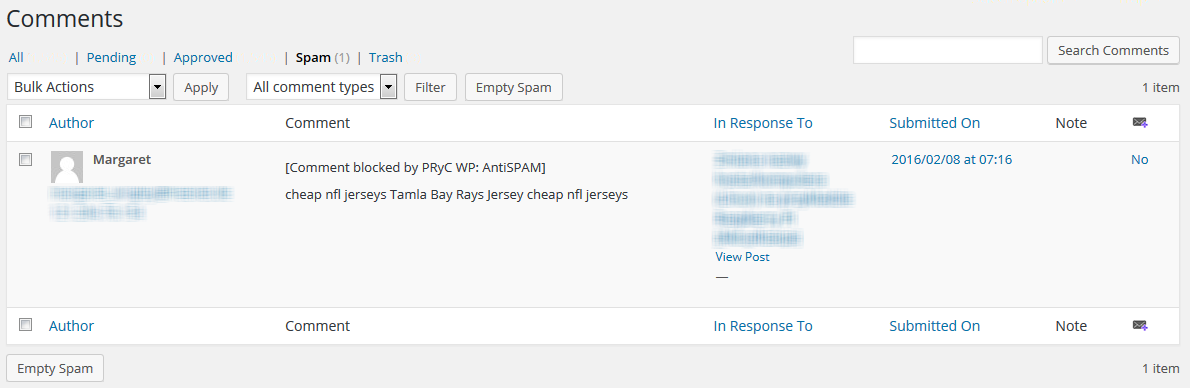 Comments
All | Pending | Approved | Spam (1) | Trash
Search Comments
Bulk Actions Apply All comment types Filter Empty Spam 1 item
Author Comment In Response To Submitted On Note
Margaret
[Comment blocked by PRyC WP: AntiSPAM]
cheap nfl jerseys Tamla Bay Rays Jersey cheap nfl jerseys
2016/02/08 at 07:16
No
View Post
—
Author Comment In Response To Submitted On Note
Empty Spam 1 item